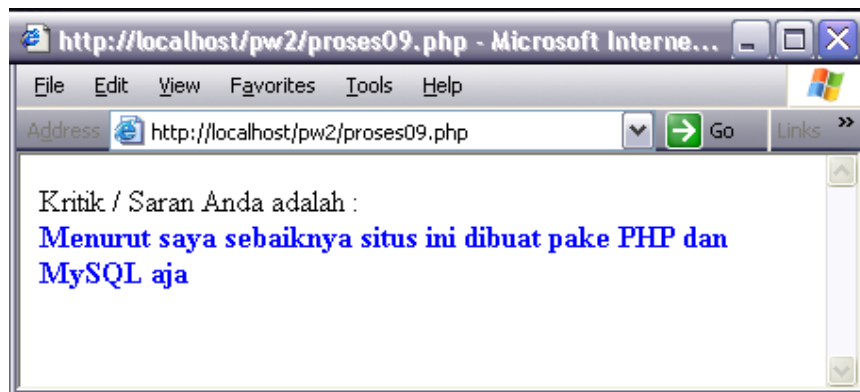 http://localhost/pw2/proses09.php - Microsoft Interne...
File Edit View Favorites Tools Help
Address http://localhost/pw2/proses09.php Go Links »
Kritik / Saran Anda adalah :
Menurut saya sebaiknya situs ini dibuat pake PHP dan
MySQL aja